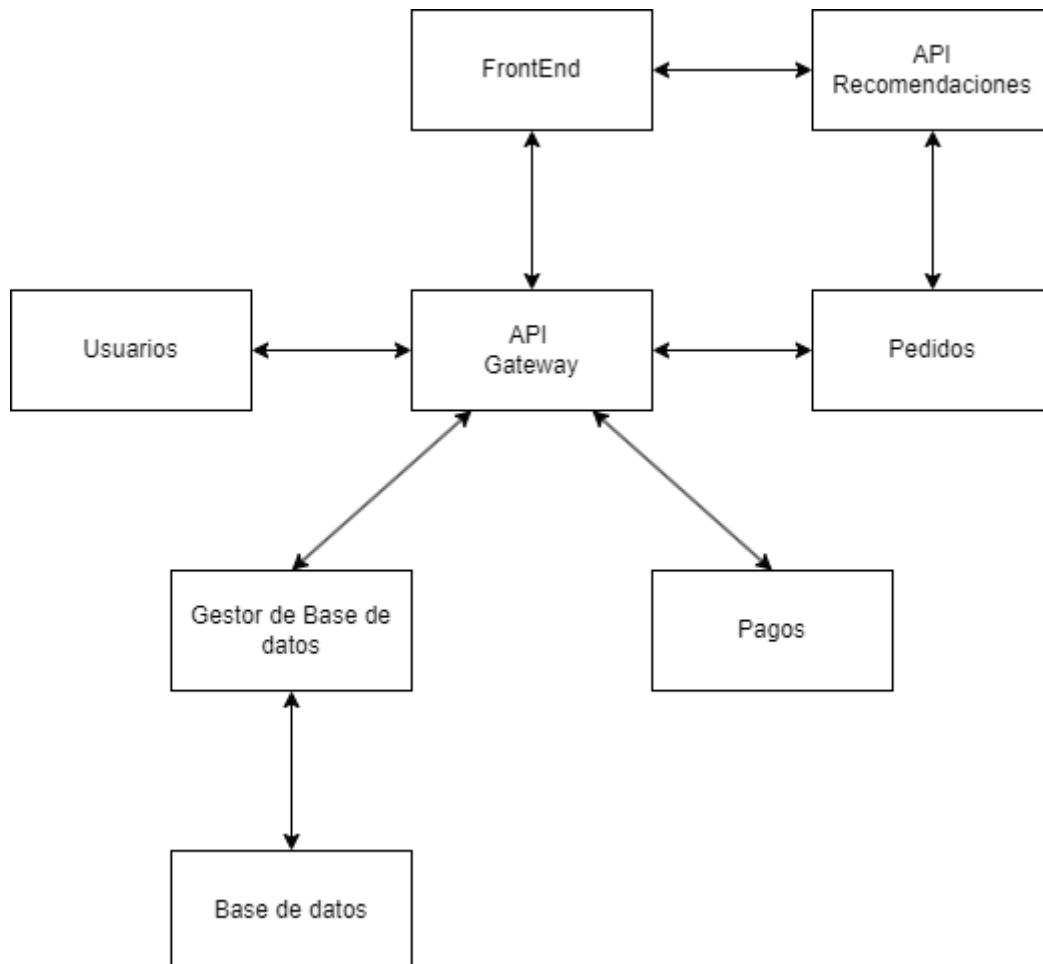 FrontEnd
API
Recomendaciones
Usuarios
API
Gateway
Pedidos
Gestor de Base de
datos
Pagos
Base de datos